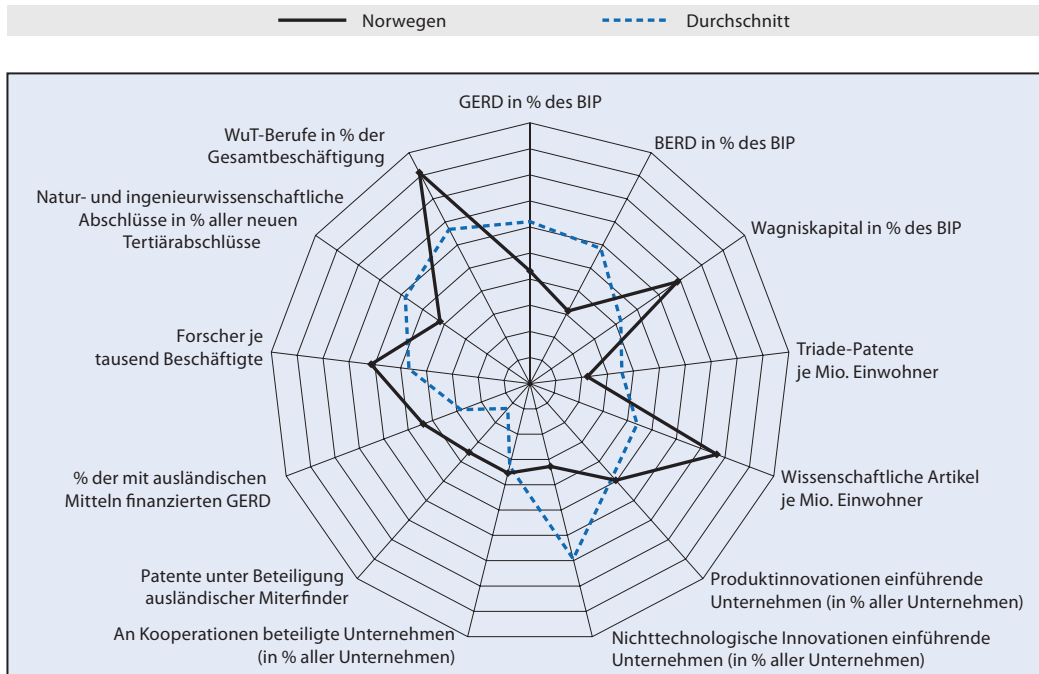 Norwegen
Durchschnitt
GERD in % des BIP
BERD in % des BIP
Wagniskapital in % des BIP
Triade-Patente
je Mio. Einwohner
Wissenschaftliche Artikel
je Mio. Einwohner
Produktinnovationen einführende
Unternehmen (in % aller Unternehmen)
Nichttechnologische Innovationen einführende
Unternehmen (in % aller Unternehmen)
An Kooperationen beteiligte Unternehmen
(in % aller Unternehmen)
Patente unter Beteiligung
ausländischer Miterfinder
% der mit ausländischen
Mitteln finanzierten GERD
Forscher je
tausend Beschäftigte
Natur- und ingenieurwissenschaftliche
Abschlüsse in % aller neuen
Tertiärabschlüsse
WuT-Berufe in % der
Gesamtbeschäftigung